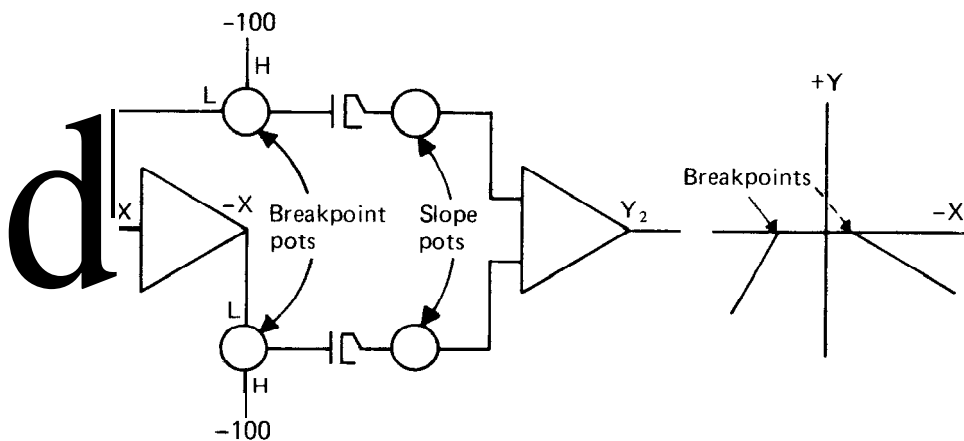 -100
H
L
d
X
-X
Breakpoint
pots
Slope
pots
Y2
L
H
-100
+Y
Breakpoints
-X